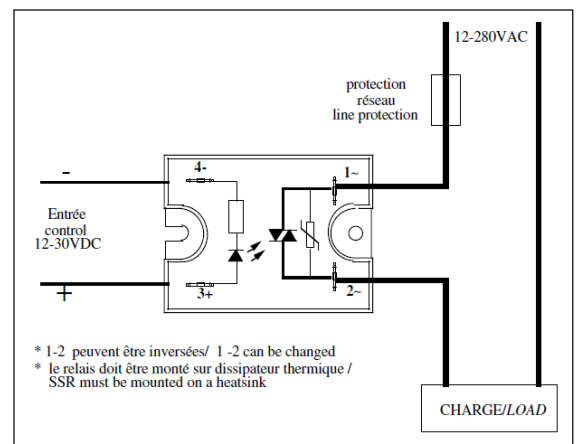 12-280VAC
protection
réseau
line protection
4-
1~
-
Entrée
control
12-30VDC
+
3+
2~
* 1-2 peuvent être inversées/ 1 -2 can be changed
* le relais doit être monté sur dissipateur thermique /
SSR must be mounted on a heatsink
CHARGE/LOAD